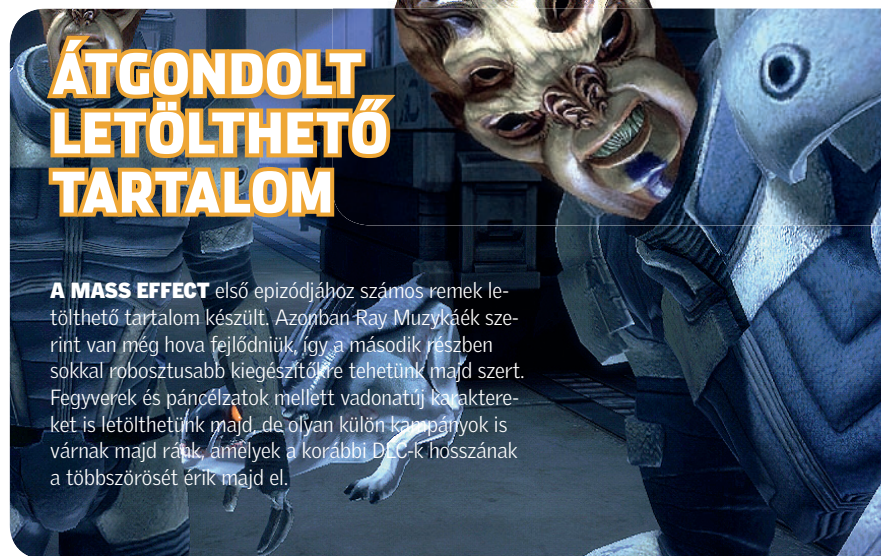 ÁTGONDOLT
LETÖLTHETŐ
TARTALOM
A MASS EFFECT első epizódjához számos remek le-
tölthető tartalom készült. Azonban Ray Muzykáék sze-
rint van még hova fejlődniük, így a második részben
sokkal robosztusabb kiegészítőkre tehetünk majd szert.
Fegyverek és páncélzatok mellett vadonatúj karaktere-
ket is letölthetünk majd, de olyan külön kampányok is
várnak majd ránk, amelyek a korábbi DLC-k hosszának
a többszörösét érik majd el.